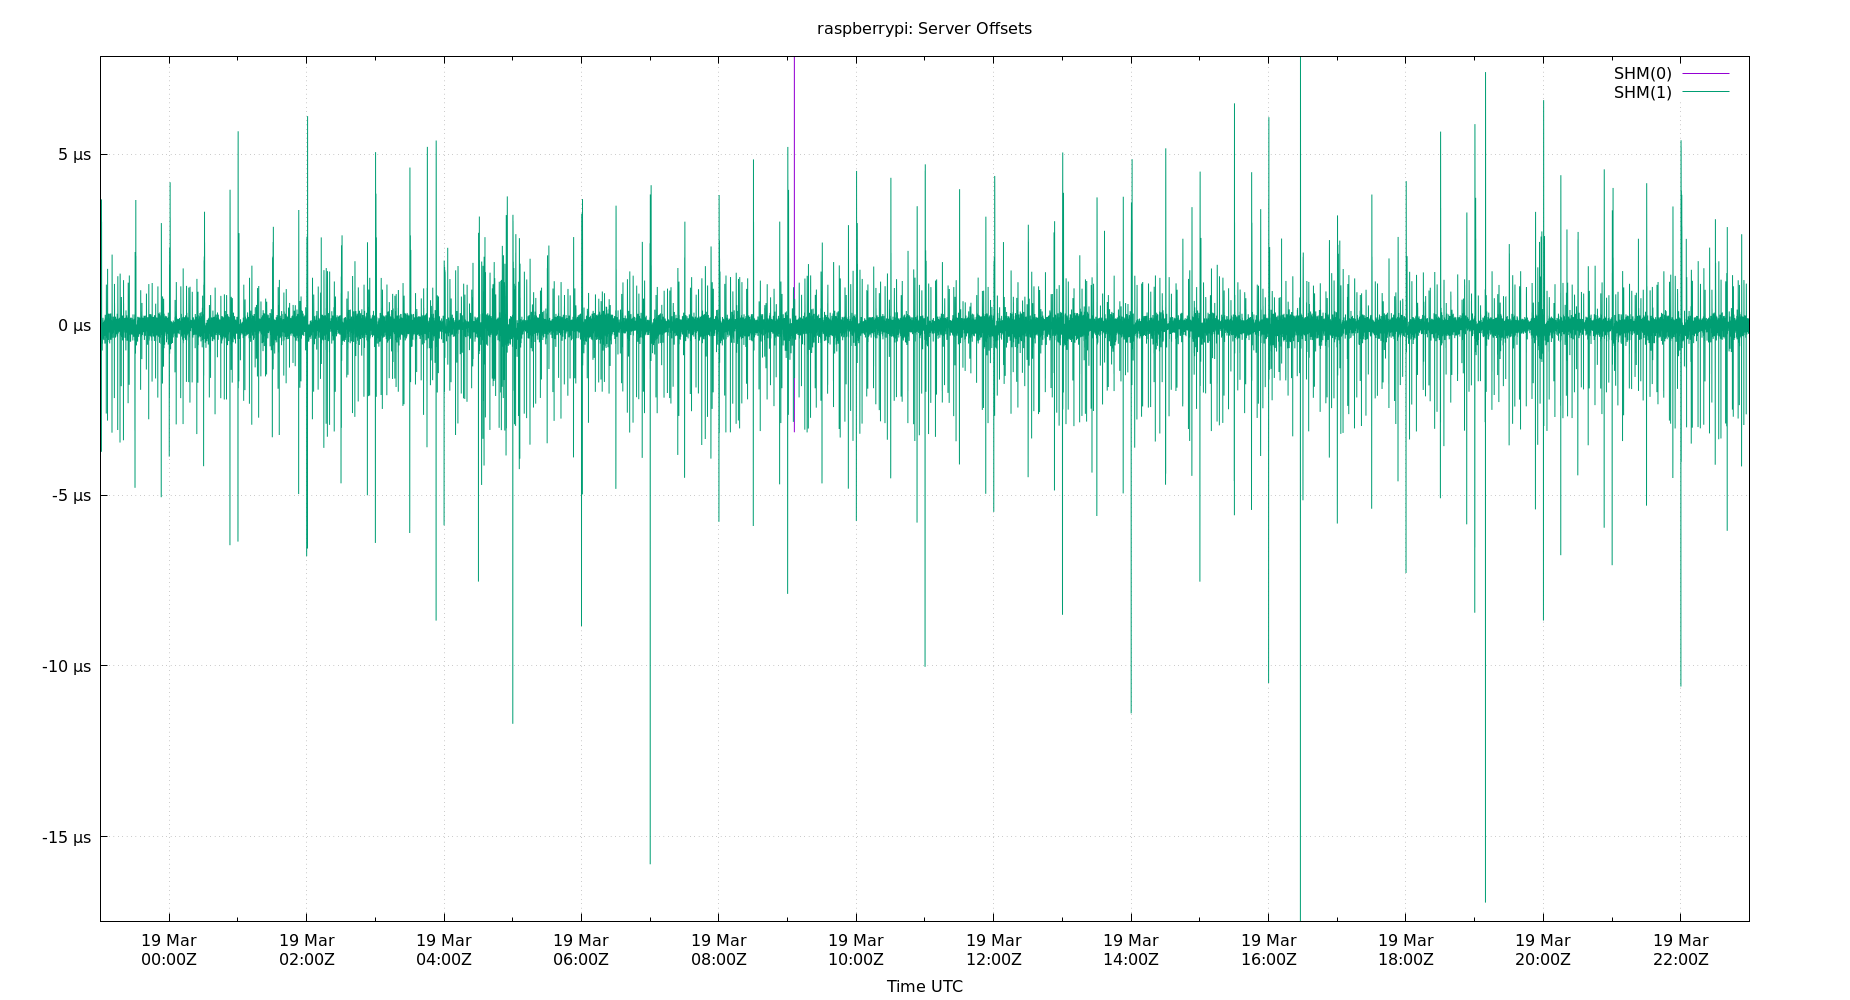 raspberrypi: Server Offsets
SHM(0)
SHM(1)
5 µs
0 µs
-5 µs
-10 µs
-15 µs
19 Mar 19 Mar 19 Mar 19 Mar 19 Mar 19 Mar 19 Mar 19 Mar 19 Mar 19 Mar 19 Mar 19 Mar
00:00Z 02:00Z 04:00Z 06:00Z 08:00Z 10:00Z 12:00Z 14:00Z 16:00Z 18:00Z 20:00Z 22:00Z
Time UTC